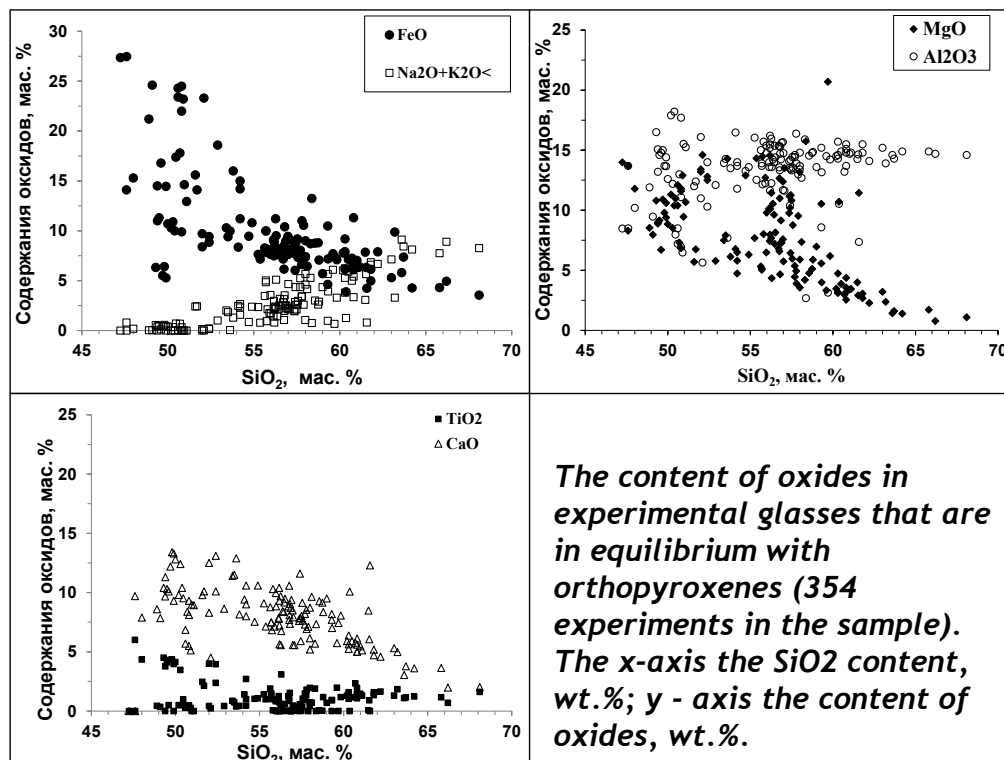 FeO
Na2O+K2O<
Содержания оксидов, мас. %
30
25
20
15
10
5
0
45 50 55 60 65 70
SiO2, мас. %
MgO
Al2O3
Содержания оксидов, мас. %
25
20
15
10
5
0
45 50 55 60 65 70
SiO2, мас. %
TiO2
CaO
Содержания оксидов, мас. %
25
20
15
10
5
0
45 50 55 60 65 70
SiO2, мас. %
The content of oxides in
experimental glasses that are
in equilibrium with
orthopyroxenes (354
experiments in the sample).
The x-axis the SiO2 content,
wt.%; y - axis the content of
oxides, wt.%.